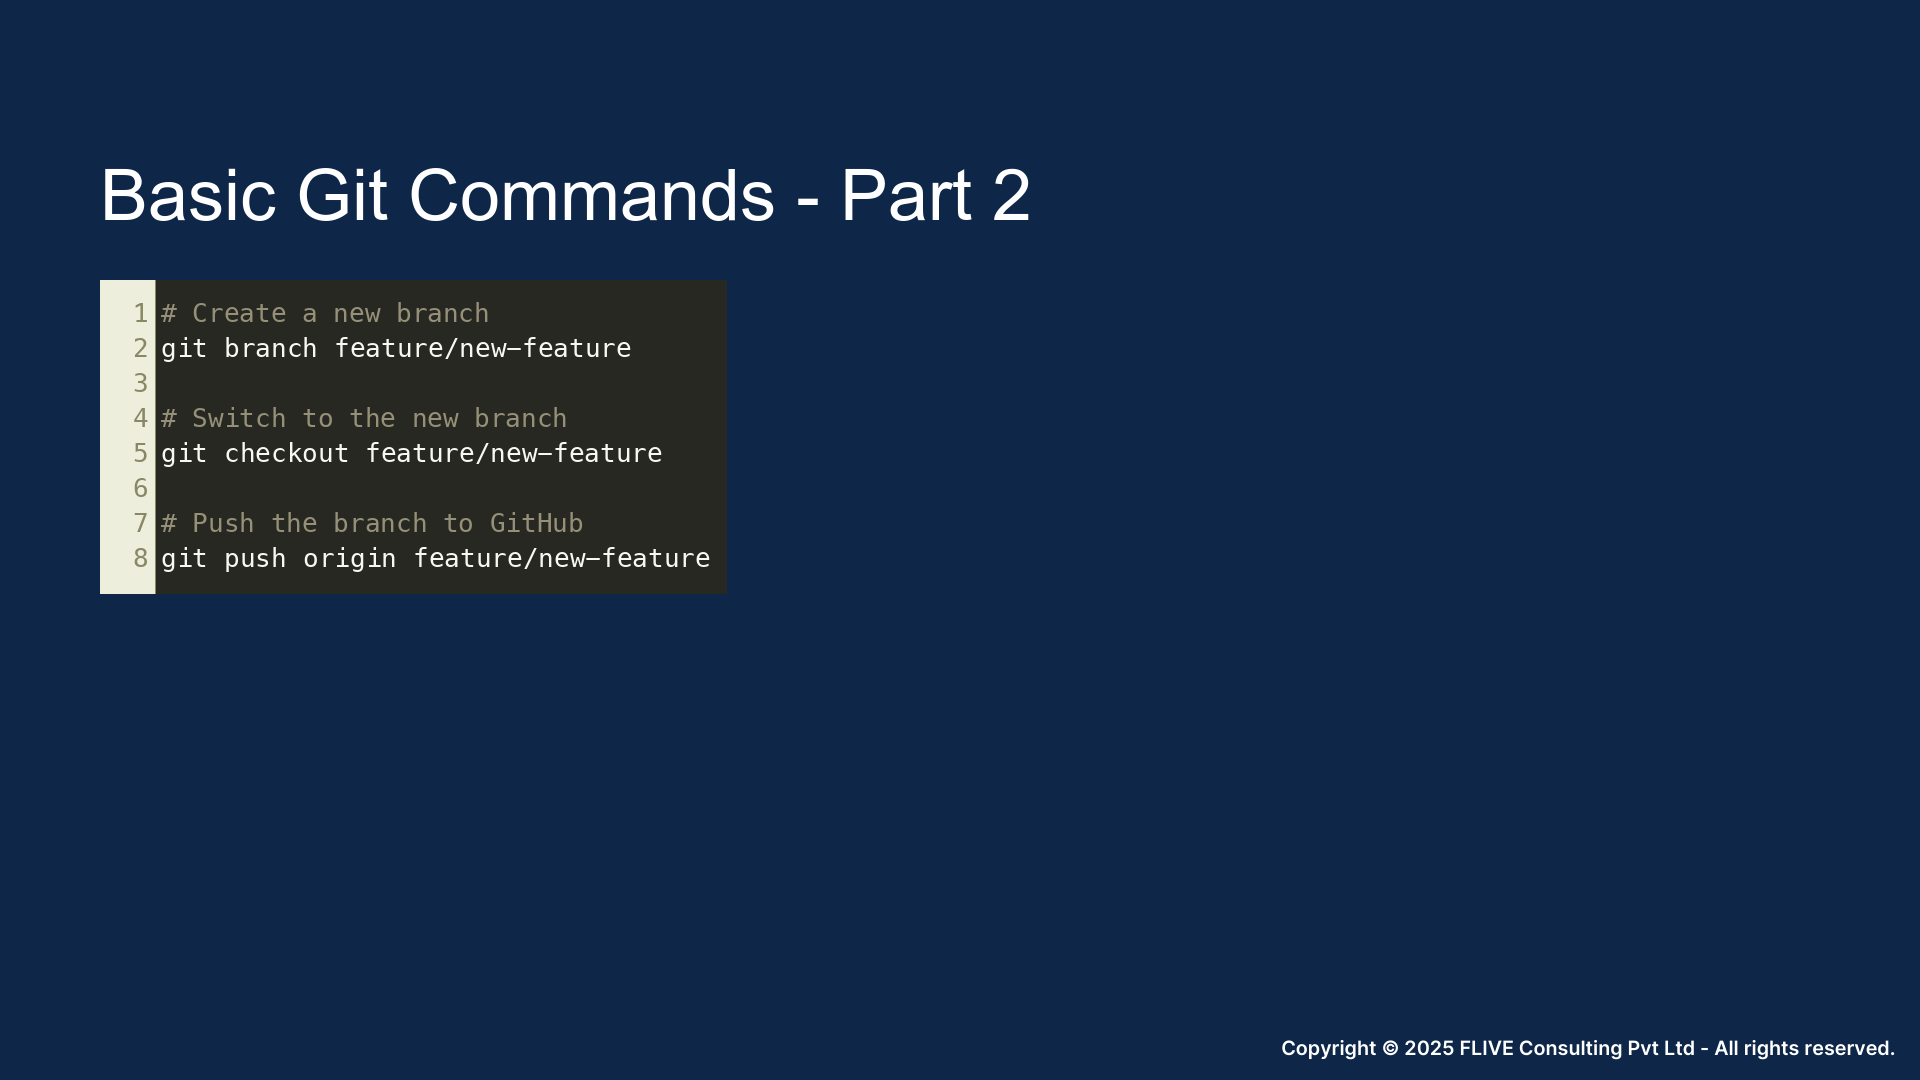 Basic Git Commands - Part 2
1 # Create a new branch
2 git branch feature/new-feature
3
4 # Switch to the new branch
5 git checkout feature/new-feature
6
7 # Push the branch to GitHub
8 git push origin feature/new-feature
Copyright © 2025 FLIVE Consulting Pvt Ltd - All rights reserved.